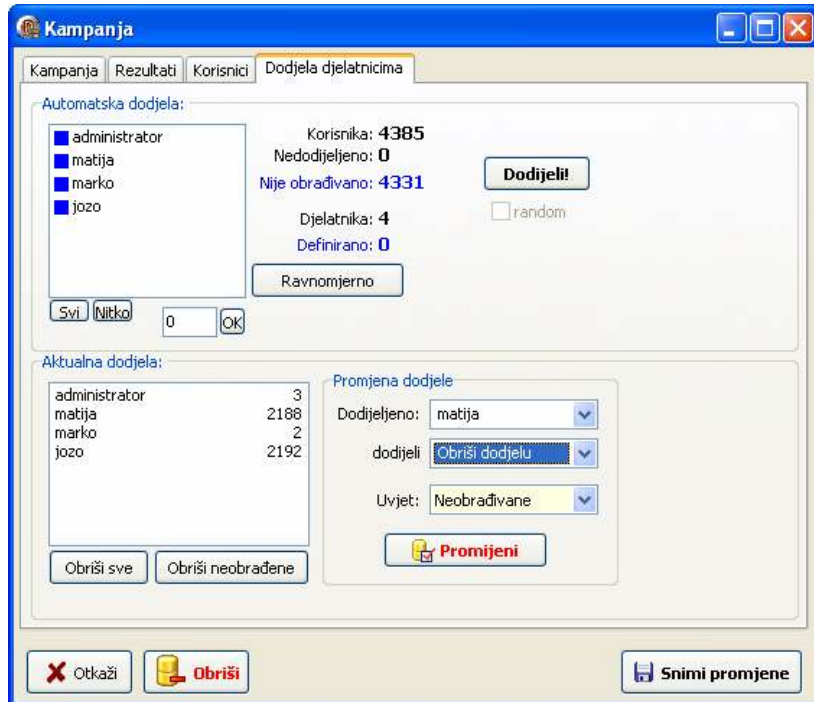 Kampanja
Kampanja Rezultati Korisnici Dodjela djelatnicima
Automatska dodjela:
administrator
matija
marko
jozo
Korisnika: 4385
Nedodijeljeno: 0
Nije obrađivano: 4331
Djelatnika: 4
Definirano: 0
Ravnomjerno
Dodijeli!
random
Svi Nitko 0 OK
Aktualna dodjela:
administrator 3
matija 2188
marko 2
jozo 2192
Obriši sve Obriši neobrađene
Promjena dodjele
Dodijeljeno: matija
dodijeli Obriši dodjelu
Uvjet: Neobrađivane
Promijeni
Otkaži Obriši Snimi promjene